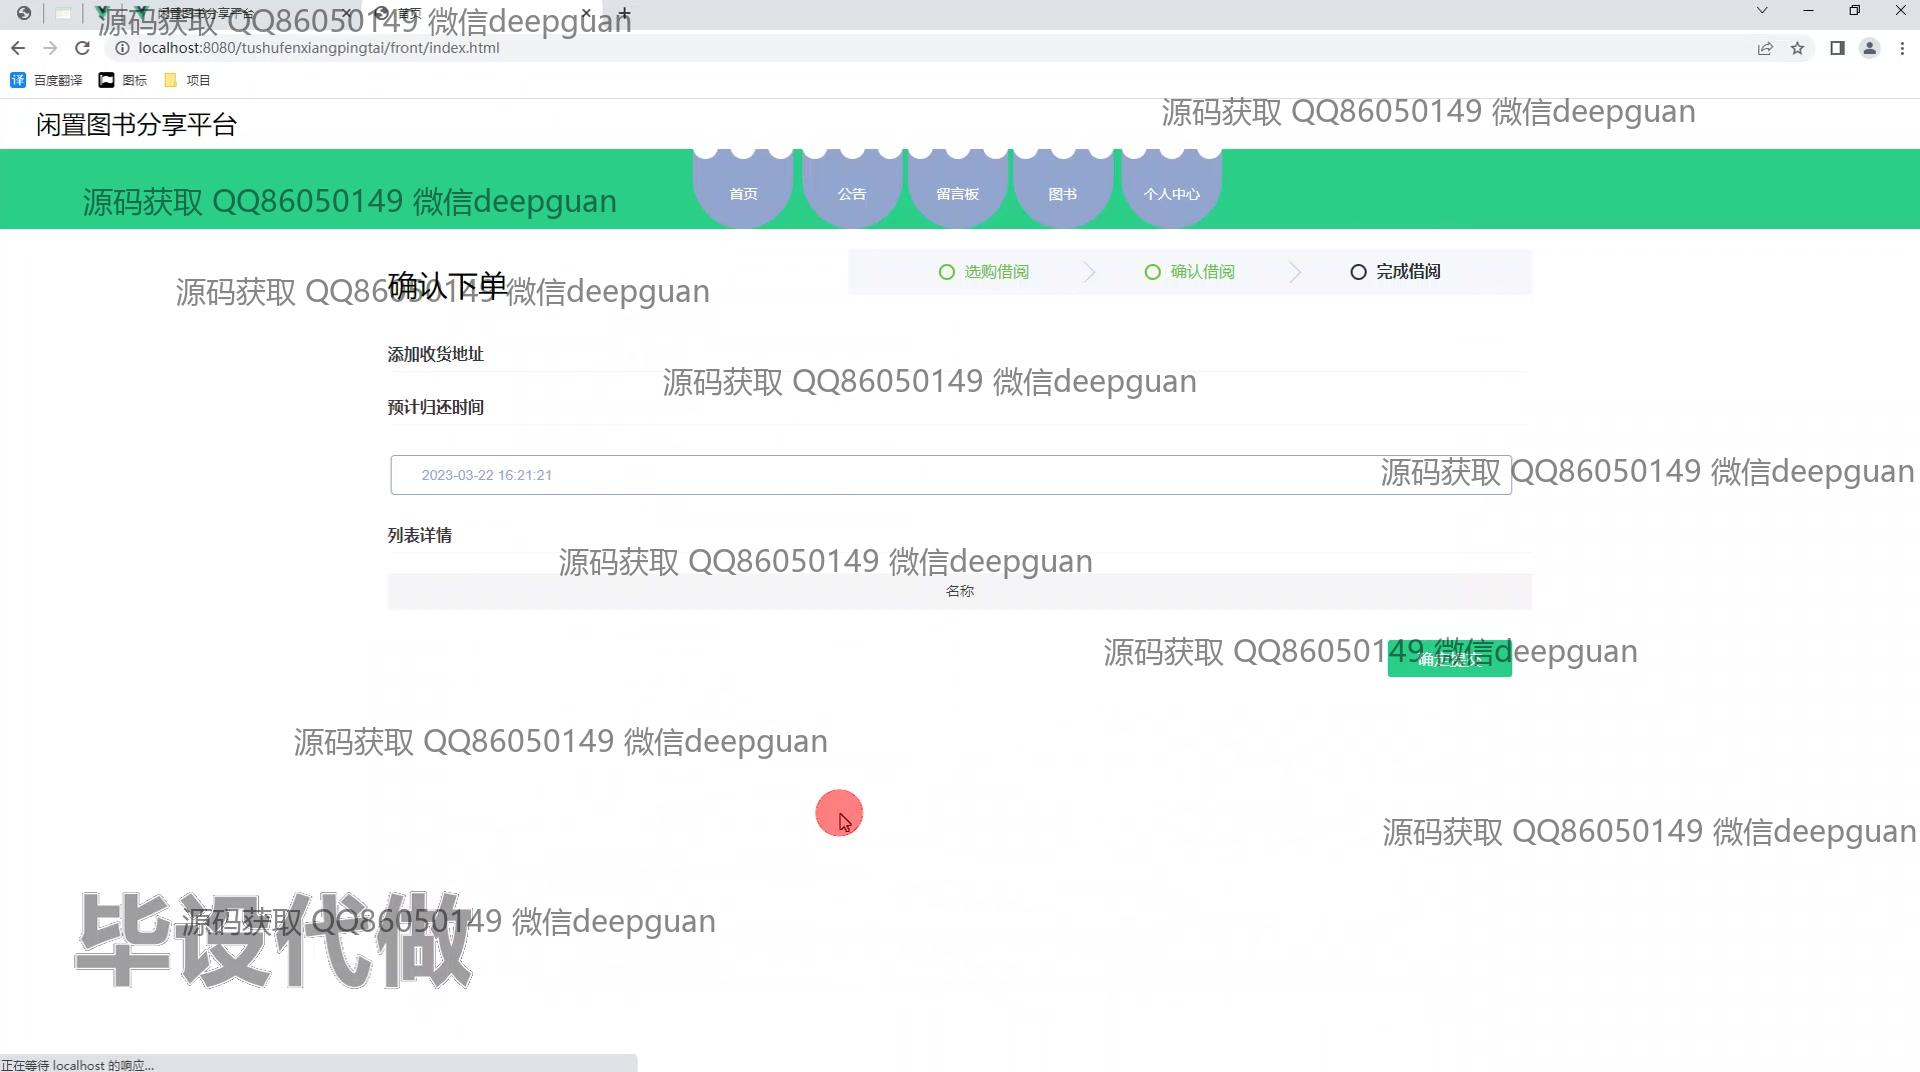 闲置图书分享平台
首页
源码获取 QQ86050149 微信deepguan
localhost:8080/tushufenxiangpingtai/front/index.html
百度翻译 图标 项目
闲置图书分享平台
源码获取 QQ86050149 微信deepguan
首页 公告 留言板 图书 个人中心
源码获取 QQ86050149 微信deepguan
选购借阅 确认借阅 完成借阅
确认下单
源码获取 QQ86050149 微信deepguan
添加收货地址
源码获取 QQ86050149 微信deepguan
预计归还时间
2023-03-22 16:21:21
源码获取 QQ86050149 微信deepguan
列表详情
源码获取 QQ86050149 微信deepguan
名称
源码获取 QQ86050149 微信deepguan
确定提交
源码获取 QQ86050149 微信deepguan
源码获取 QQ86050149 微信deepguan
源码获取 QQ86050149 微信deepguan
毕设代做
正在等待 localhost 的响应...